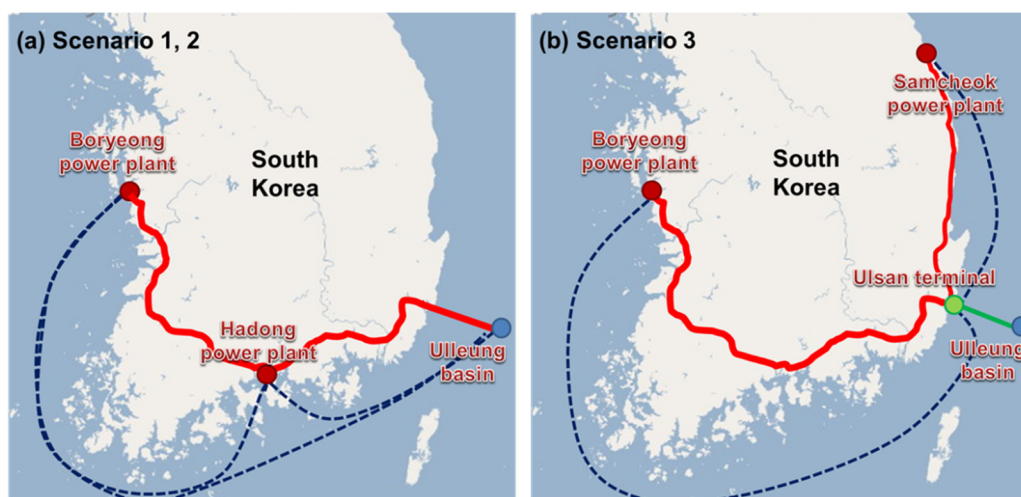 (a) Scenario 1, 2
Boryeong
power plant
South
Korea
Hadong
power plant
Ulleung
basin
(b) Scenario 3
Samcheok
power plant
Boryeong
power plant
South
Korea
Ulsan terminal
Ulleung
basin